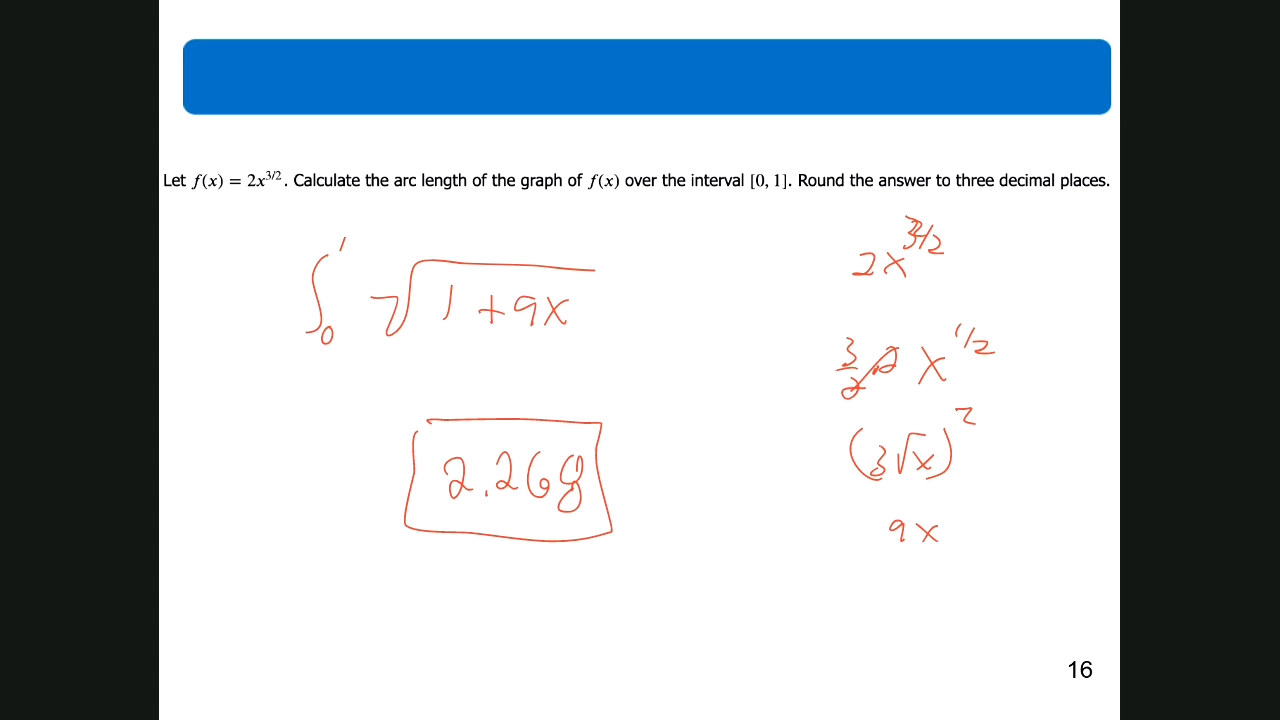 Let f(x) = 2x^{3/2}. Calculate the arc length of the graph of f(x) over the interval [0, 1]. Round the answer to three decimal places.
∫_0^1 √(1+9x)
2.268
2x^{3/2}
3/2 · 2 x^{1/2}
(3√x)^2
9x
16